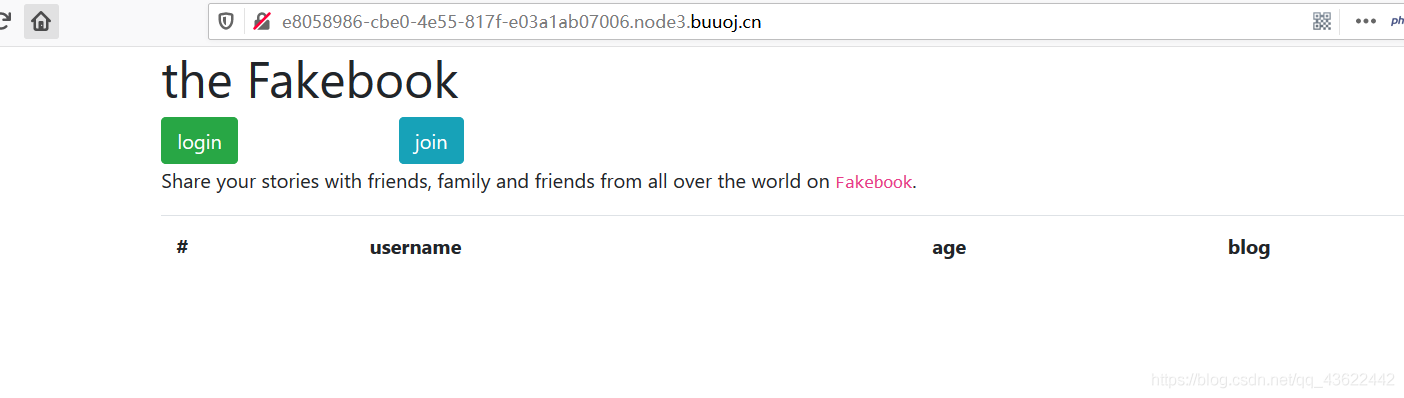 e8058986-cbe0-4e55-817f-e03a1ab07006.node3.buuoj.cn
the Fakebook
login join
Share your stories with friends, family and friends from all over the world on Fakebook.
# username age blog
https://blog.csdn.net/qq_43622442